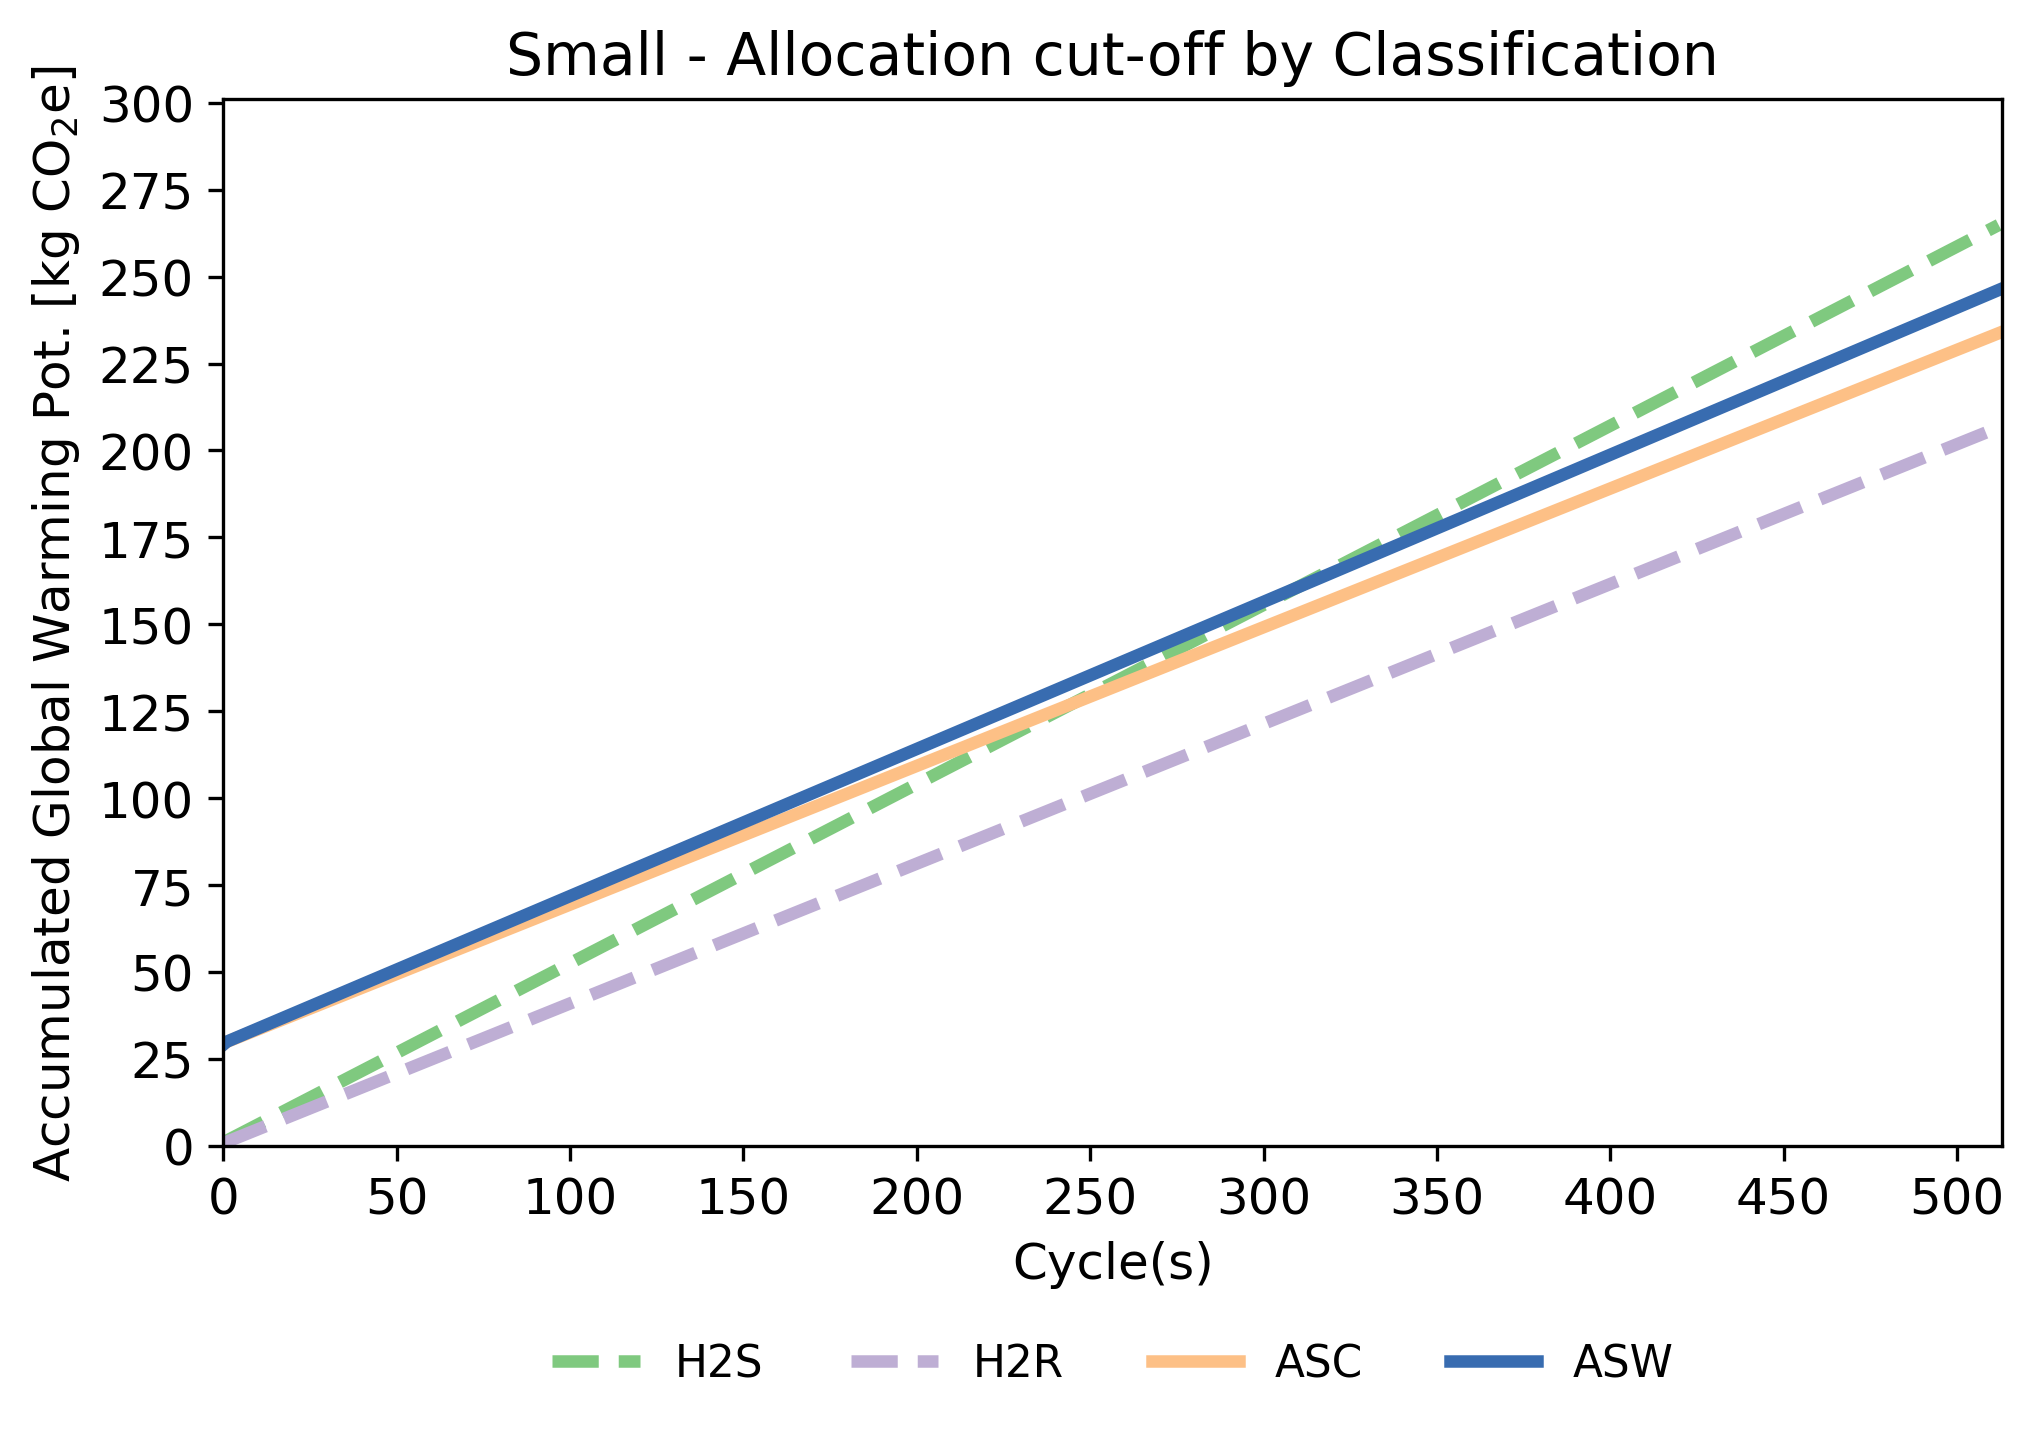 Small - Allocation cut-off by Classification
Accumulated Global Warming Pot. [kg CO₂e]
300
275
250
225
200
175
150
125
100
75
50
25
0
0 50 100 150 200 250 300 350 400 450 500
Cycle(s)
H2S H2R ASC ASW